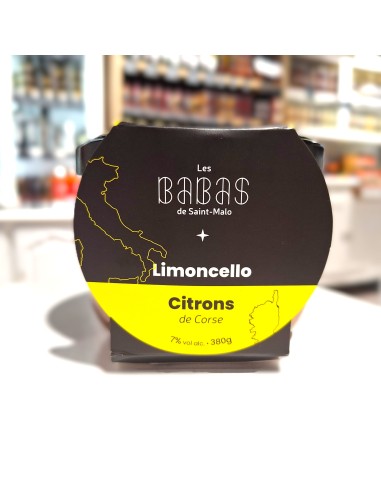 Les
BABAS
de Saint-Malo
Limoncello
Citrons
de Corse
7% vol alc. • 380g